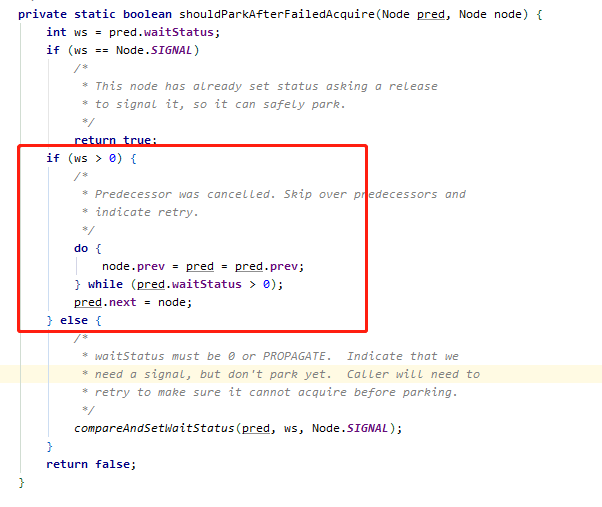 private static boolean shouldParkAfterFailedAcquire(Node pred, Node node) {
int ws = pred.waitStatus;
if (ws == Node.SIGNAL)
/*
* This node has already set status asking a release
* to signal it, so it can safely park.
*/
return true;
if (ws > 0) {
/*
* Predecessor was cancelled. Skip over predecessors and
* indicate retry.
*/
do {
node.prev = pred = pred.prev;
} while (pred.waitStatus > 0);
pred.next = node;
} else {
/*
* waitStatus must be 0 or PROPAGATE.  Indicate that we
* need a signal, but don't park yet.  Caller will need to
* retry to make sure it cannot acquire before parking.
*/
compareAndSetWaitStatus(pred, ws, Node.SIGNAL);
}
return false;
}